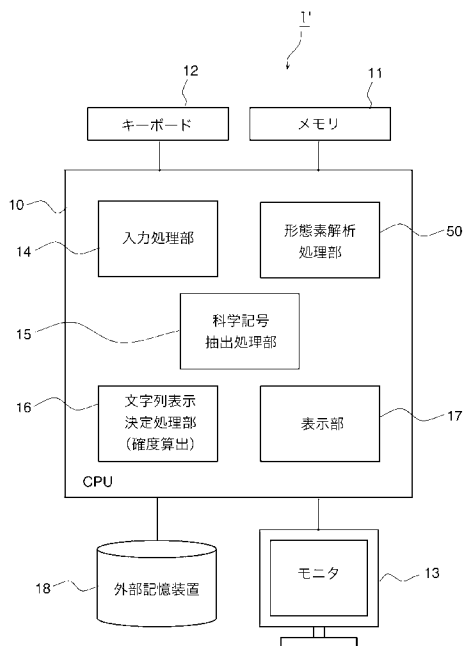 1'
12
11
キーボード
メモリ
10
入力処理部
14
形態素解析
処理部
50
科学記号
抽出処理部
15
16
文字列表示
決定処理部
(確度算出)
表示部
17
CPU
18
外部記憶装置
モニタ
13